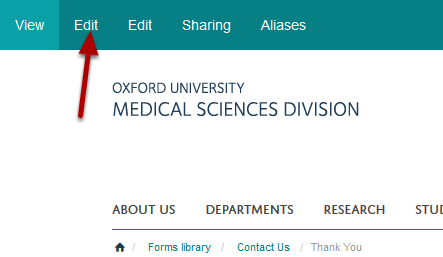 View Edit Edit Sharing Aliases
OXFORD UNIVERSITY
MEDICAL SCIENCES DIVISION
ABOUT US DEPARTMENTS RESEARCH STU
/ Forms library / Contact Us / Thank You